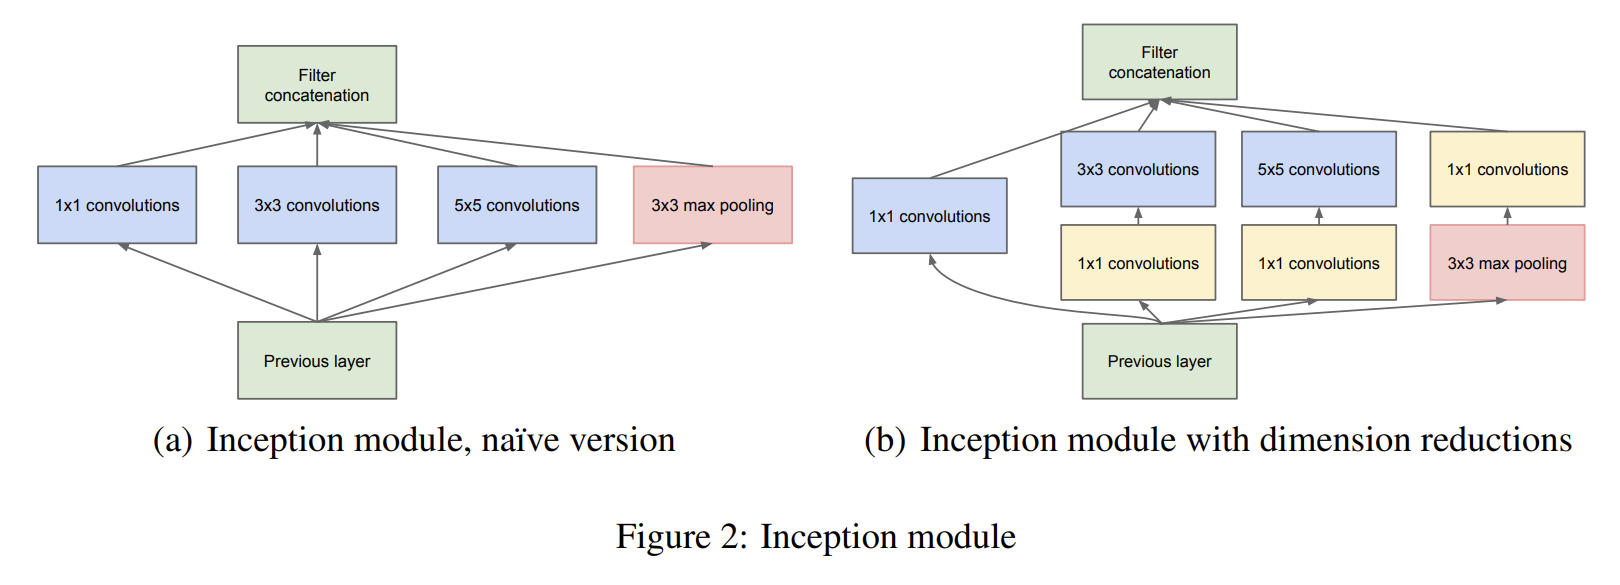 Filter
concatenation
1x1 convolutions
3x3 convolutions
5x5 convolutions
3x3 max pooling
Previous layer
(a) Inception module, naïve version
Filter
concatenation
3x3 convolutions
5x5 convolutions
1x1 convolutions
1x1 convolutions
1x1 convolutions
1x1 convolutions
3x3 max pooling
Previous layer
(b) Inception module with dimension reductions
Figure 2: Inception module